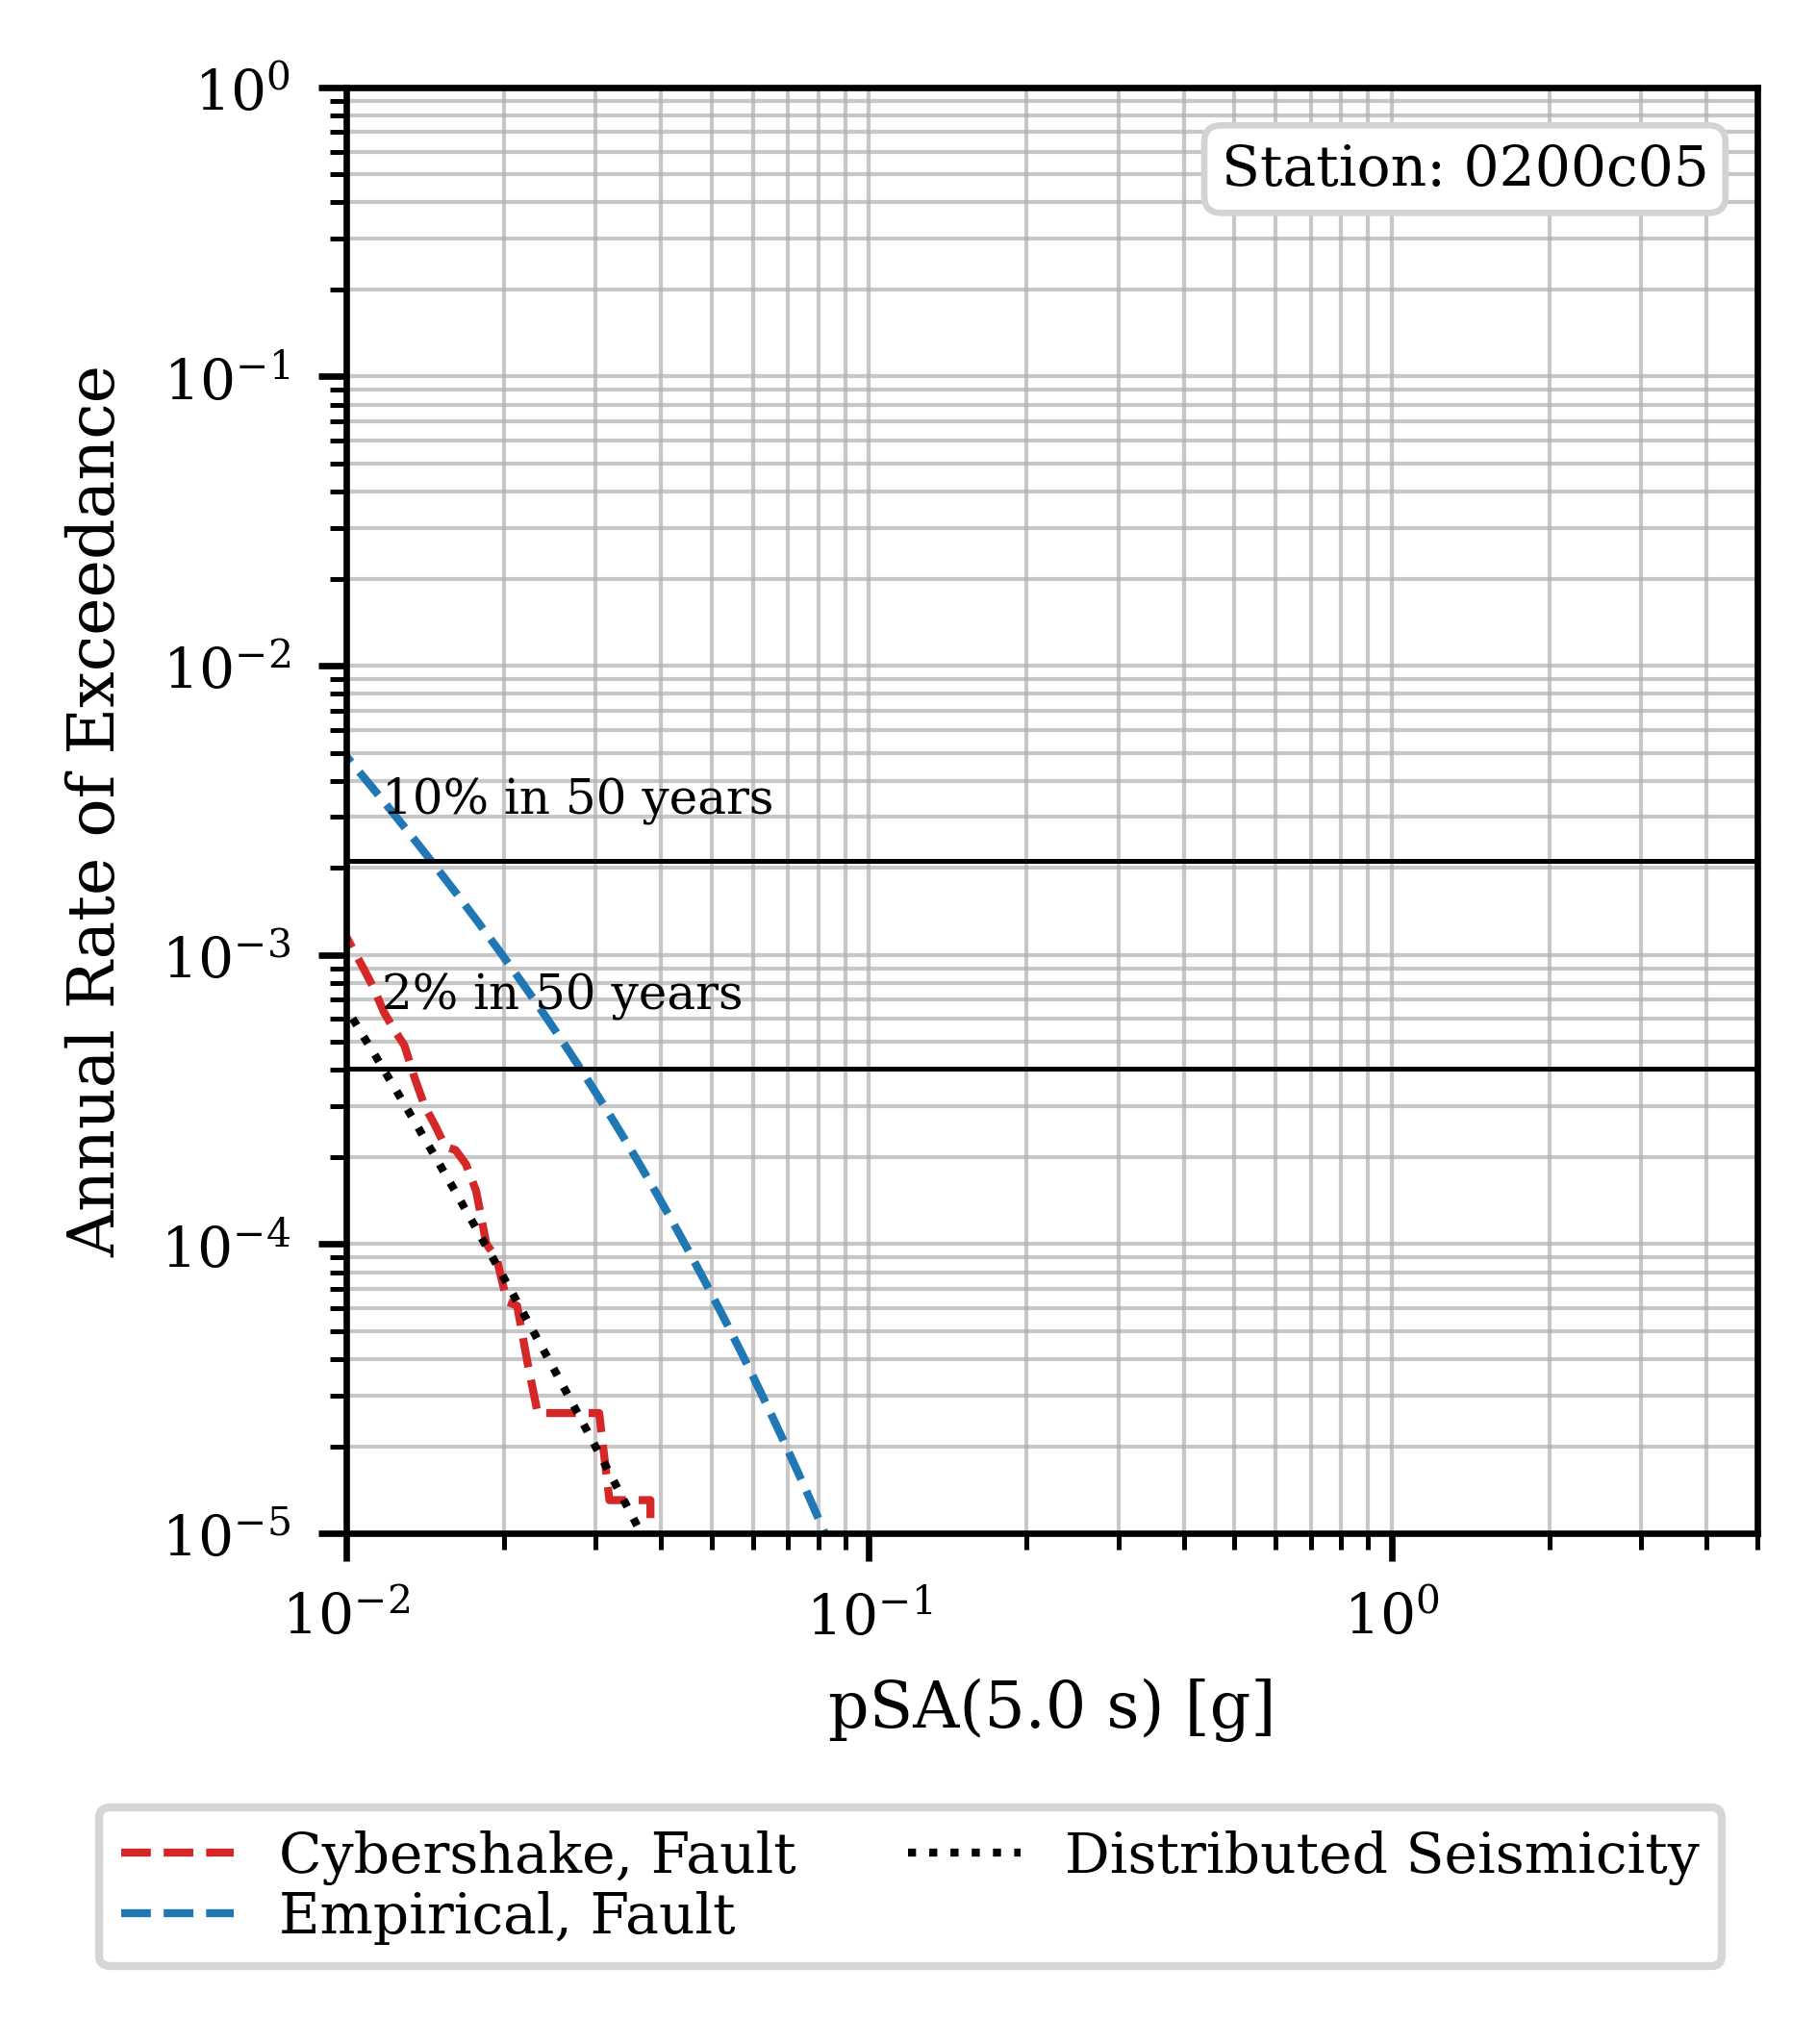 10⁰
Station: 0200c05
10⁻¹
10⁻²
10% in 50 years
10⁻³
2% in 50 years
10⁻⁴
10⁻⁵
Annual Rate of Exceedance
10⁻² 10⁻¹ 10⁰
pSA(5.0 s) [g]
Cybershake, Fault
Empirical, Fault
Distributed Seismicity